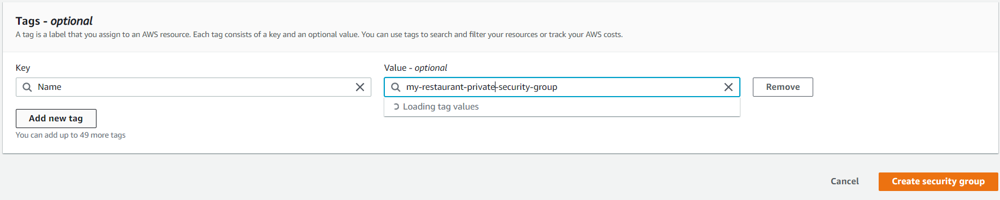 Tags - optional
A tag is a label that you assign to an AWS resource. Each tag consists of a key and an optional value. You can use tags to search and filter your resources or track your AWS costs.
Key
Value - optional
Name
my-restaurant-private-security-group
Remove
Loading tag values
Add new tag
You can add up to 49 more tags
Cancel
Create security group